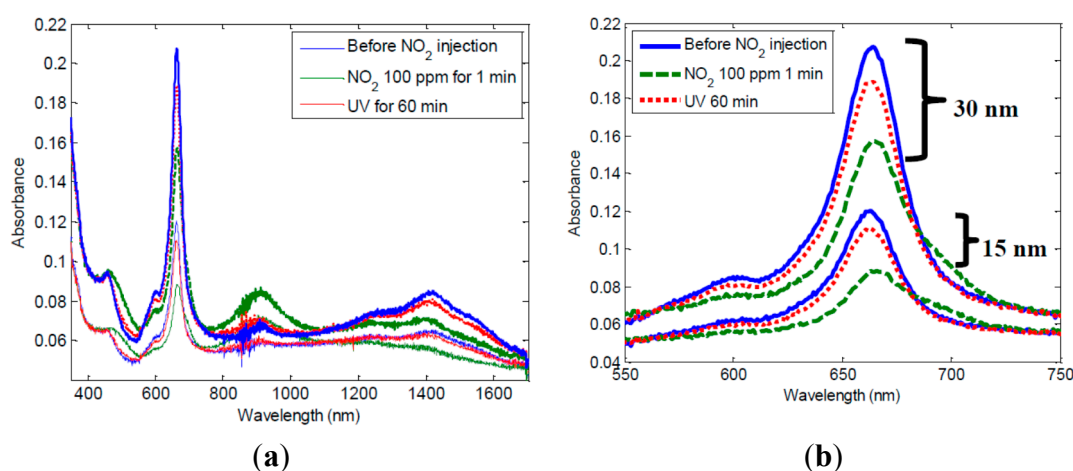 0.22
0.2
0.18
0.16
0.14
0.12
0.1
0.08
0.06
Absorbance
Before NO₂ injection
NO₂ 100 ppm for 1 min
UV for 60 min
400 600 800 1000 1200 1400 1600
Wavelength (nm)
(a)
0.22
0.2
0.18
0.16
0.14
0.12
0.1
0.08
0.06
0.04
Absorbance
Before NO₂ injection
NO₂ 100 ppm 1 min
UV 60 min
30 nm
15 nm
550 600 650 700 750
Wavelength (nm)
(b)